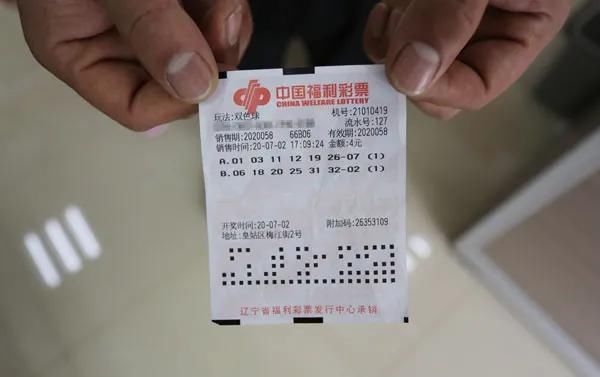 中国福利彩票
CHINA WELFARE LOTTERY
玩法:双色球 机号:21010419
流水号:127
销售期:2020058 66B06 有效期:2020058
销售时间:20-07-02 17:09:24 金额:4元
A.01 03 11 12 19 26-07 (1)
B.06 18 20 25 31 32-02 (1)
开奖时间:20-07-02 附加码:26353109
地址:皇姑区梅江街2号
辽宁省福利彩票发行中心承销